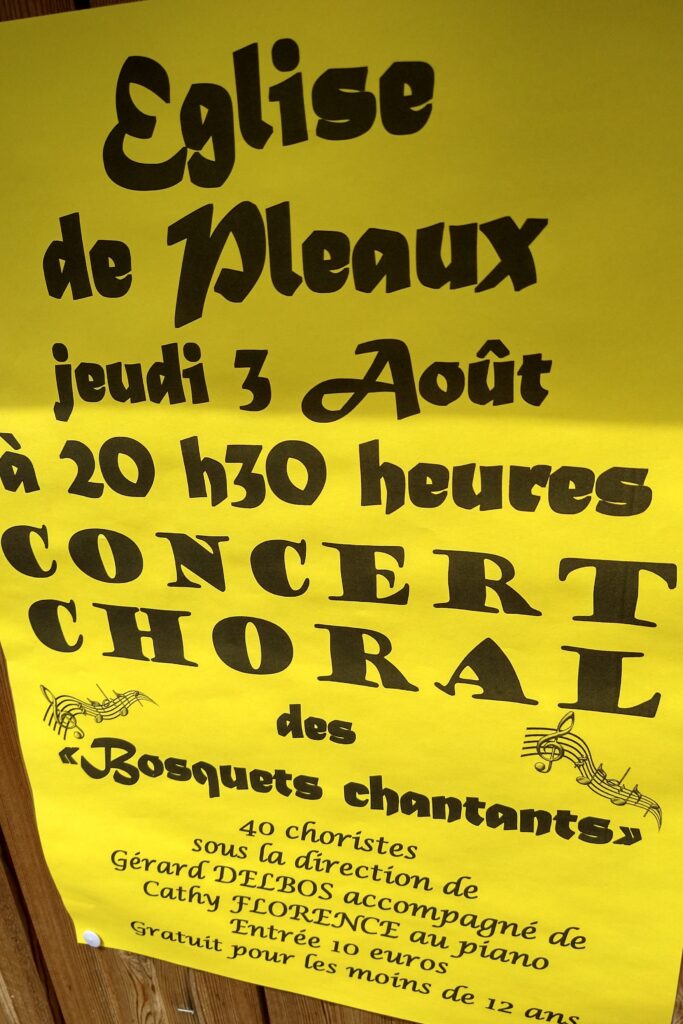 Eglise
de Pleaux
jeudi 3 Août
à 20 h30 heures
CONCERT
CHORAL
des
«Bosquets chantants»
40 choristes
sous la direction de
Gérard DELBOS accompagné de
Cathy FLORENCE au piano
Entrée 10 euros
Gratuit pour les moins de 12 ans